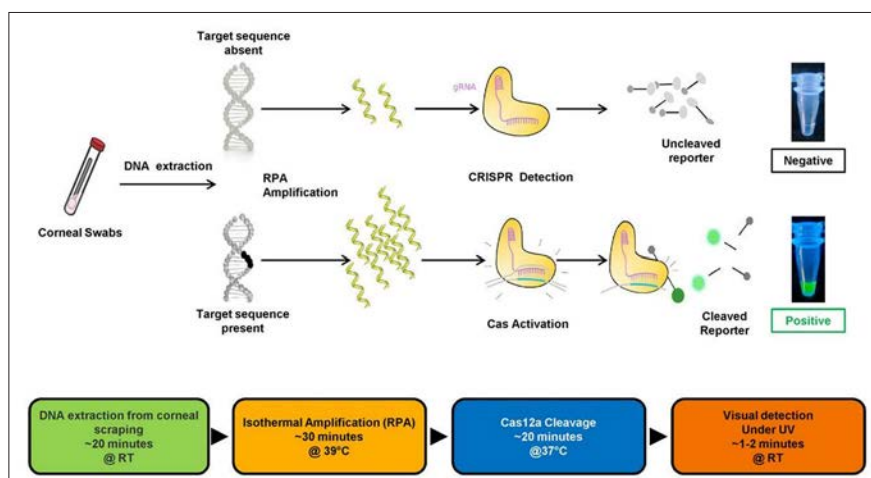 Target sequence
absent
gRNA
DNA extraction
RPA
Amplification
CRISPR Detection
Uncleaved
reporter
Negative
Corneal Swabs
Target sequence
present
Cas Activation
Cleaved
Reporter
Positive
DNA extraction from corneal
scraping
~20 minutes
@ RT
Isothermal Amplification (RPA)
~30 minutes
@ 39°C
Cas12a Cleavage
~20 minutes
@37°C
Visual detection
Under UV
~1-2 minutes
@ RT